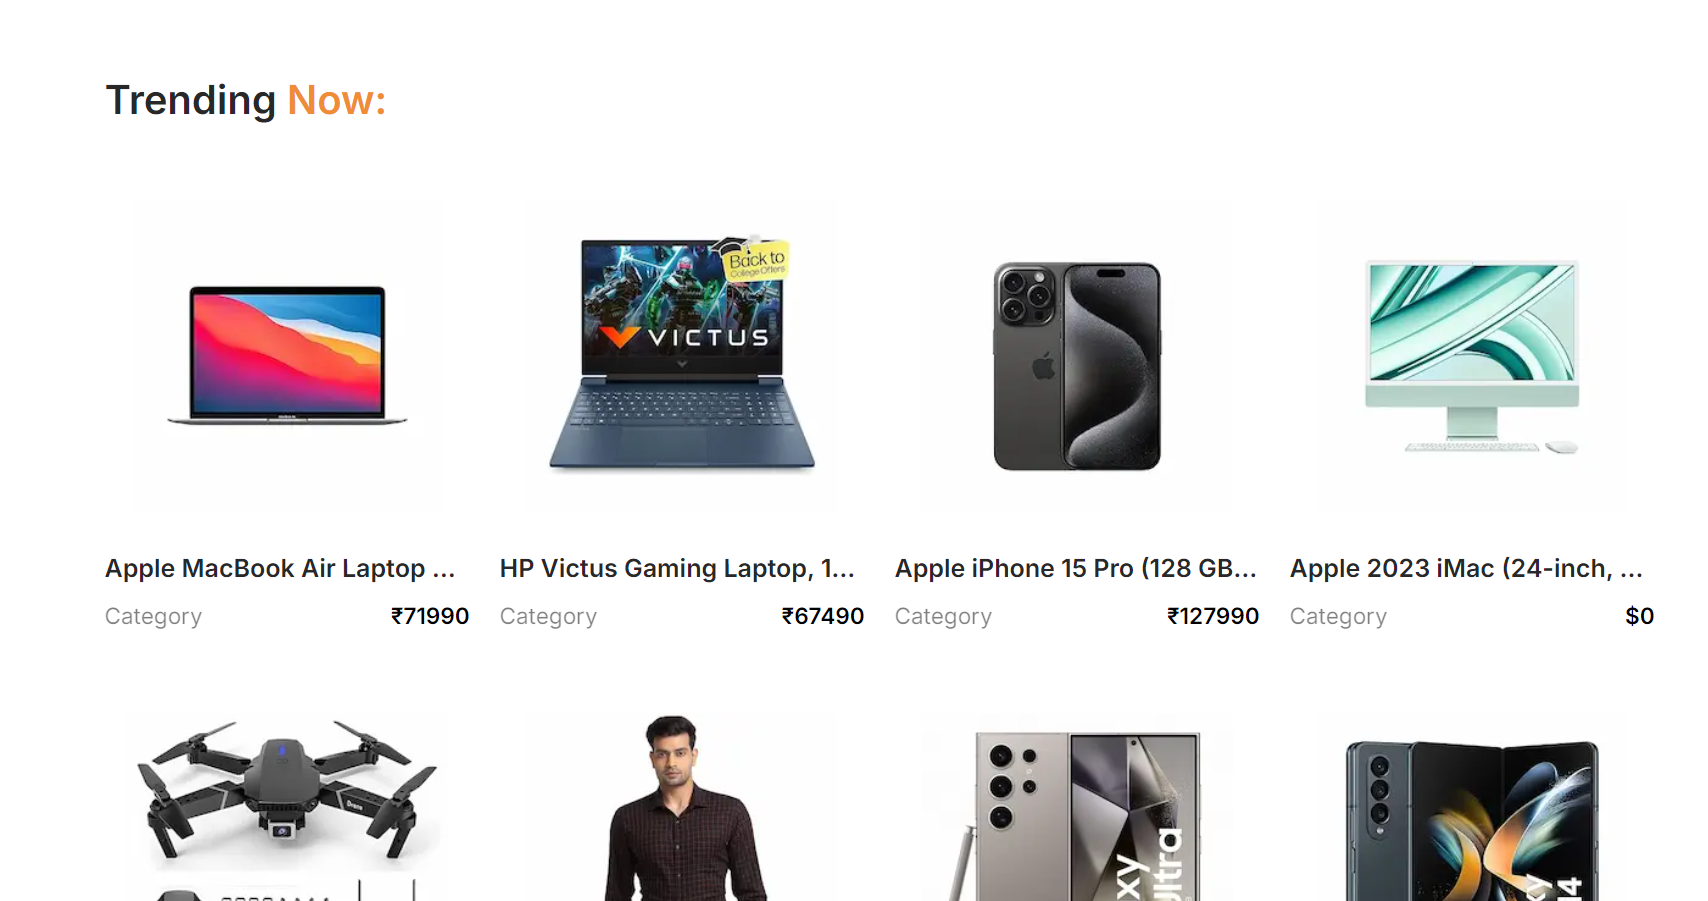 Trending Now:
Back to
College Offers
VICTUS
Apple MacBook Air Laptop ...
HP Victus Gaming Laptop, 1...
Apple iPhone 15 Pro (128 GB...
Apple 2023 iMac (24-inch, ...
Category ₹71990
Category ₹67490
Category ₹127990
Category $0
Drone
xy
Ultra
xy
14